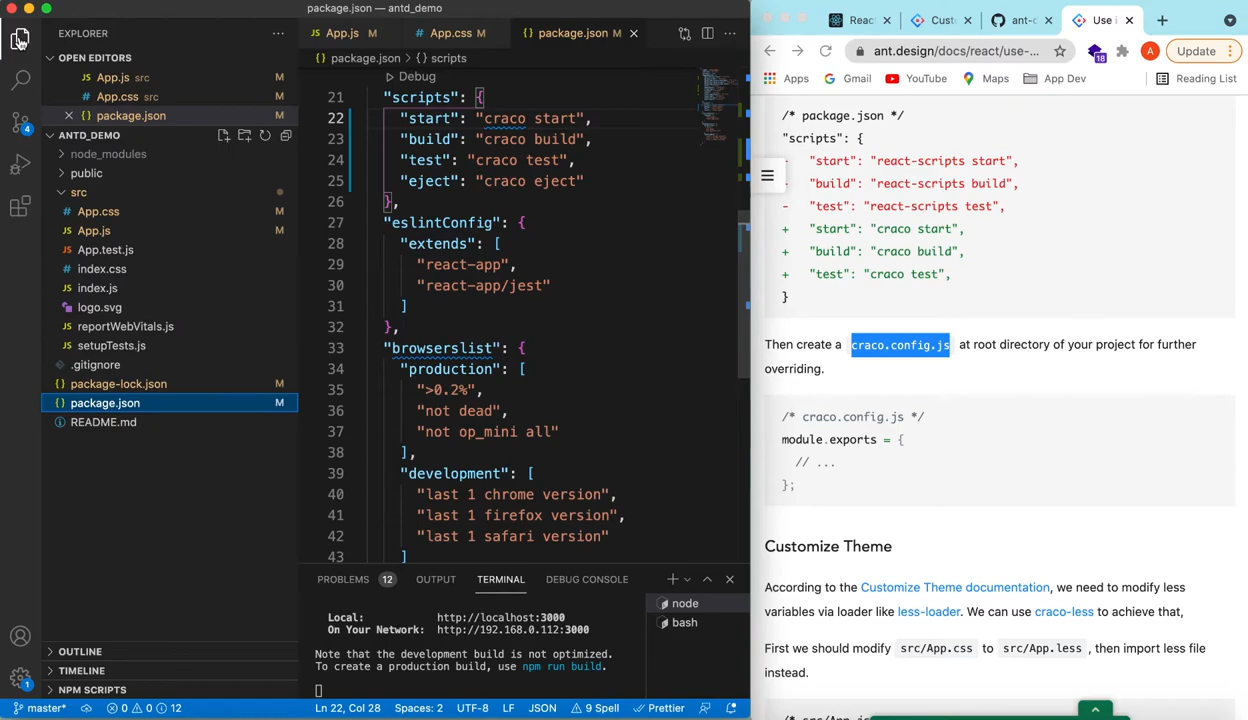 package.json — antd_demo
EXPLORER
OPEN EDITORS
App.js src M
App.css src M
package.json M
ANTD_DEMO
node_modules
public
src
App.css M
App.js M
App.test.js
index.css
index.js
logo.svg
reportWebVitals.js
setupTests.js
.gitignore
package-lock.json M
package.json M
README.md
OUTLINE
TIMELINE
NPM SCRIPTS
4
1
App.js M
App.css M
package.json M
package.json > scripts
Debug
21 "scripts": {
22 "start": "craco start",
23 "build": "craco build",
24 "test": "craco test",
25 "eject": "craco eject"
26 },
27 "eslintConfig": {
28 "extends": [
29 "react-app",
30 "react-app/jest"
31 ]
32 },
33 "browserslist": {
34 "production": [
35 ">0.2%",
36 "not dead",
37 "not op_mini all"
38 ],
39 "development": [
40 "last 1 chrome version",
41 "last 1 firefox version",
42 "last 1 safari version"
43 ]
PROBLEMS 12 OUTPUT TERMINAL DEBUG CONSOLE
Local: http://localhost:3000
On Your Network: http://192.168.0.112:3000
Note that the development build is not optimized.
To create a production build, use npm run build.
node
bash
master* 0 0 12 Ln 22, Col 28 Spaces: 2 UTF-8 LF JSON 9 Spell Prettier
Reac
Cust
ant-c
Use i
ant.design/docs/react/use-...
18
A
Update
Apps
Gmail
YouTube
Maps
App Dev
Reading List
/* package.json */
"scripts": {
- "start": "react-scripts start",
- "build": "react-scripts build",
- "test": "react-scripts test",
+ "start": "craco start",
+ "build": "craco build",
+ "test": "craco test",
}
Then create a craco.config.js at root directory of your project for further
overriding.
/* craco.config.js */
module.exports = {
// ...
};
Customize Theme
According to the Customize Theme documentation, we need to modify less
variables via loader like less-loader. We can use craco-less to achieve that,
First we should modify src/App.css to src/App.less, then import less file
instead.